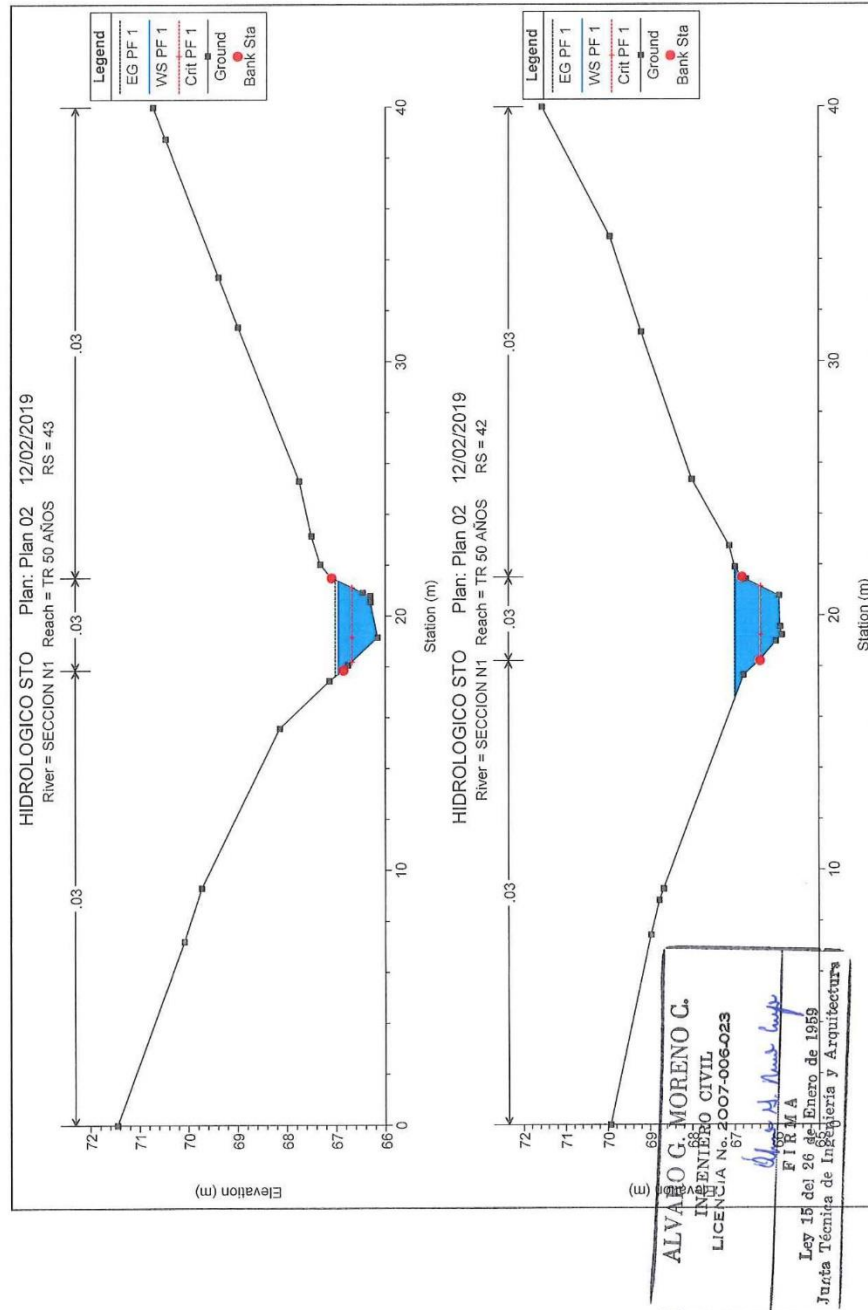 HIDROLOGICO STO Plan: Plan 02 12/02/2019
River = SECCION N1 Reach = TR 50 AÑOS RS = 43
.03
.03
.03
Legend
EG PF 1
WS PF 1
Crit PF 1
Ground
Bank Sta
Elevation (m)
72
71
70
69
68
67
66
0
10
20
30
40
Station (m)
HIDROLOGICO STO Plan: Plan 02 12/02/2019
River = SECCION N1 Reach = TR 50 AÑOS RS = 42
.03
.03
.03
Legend
EG PF 1
WS PF 1
Crit PF 1
Ground
Bank Sta
72
71
70
69
68
67
66
65
0
10
20
30
40
Station (m)
ALVARO G. MORENO C.
INGENIERO CIVIL
LICENCIA No. 2007-006-023
FIRMA
Ley 15 del 26 de Enero de 1959
Junta Técnica de Ingeniería y Arquitectura